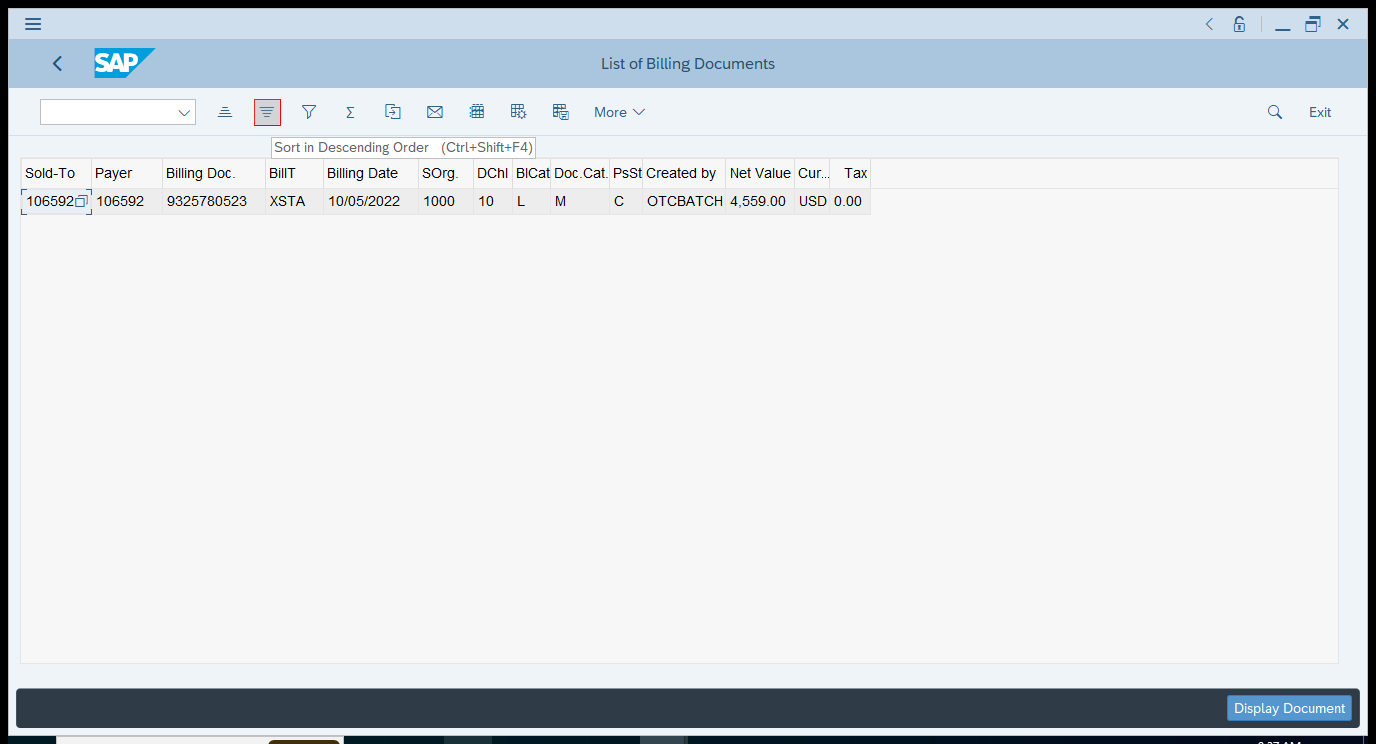 SAP
List of Billing Documents
More
Exit
Sort in Descending Order (Ctrl+Shift+F4)
Sold-To Payer Billing Doc. BillT Billing Date SOrg. DChl BlCat Doc.Cat. PsSt Created by Net Value Cur... Tax
106592 106592 9325780523 XSTA 10/05/2022 1000 10 L M C OTCBATCH 4,559.00 USD 0.00
Display Document